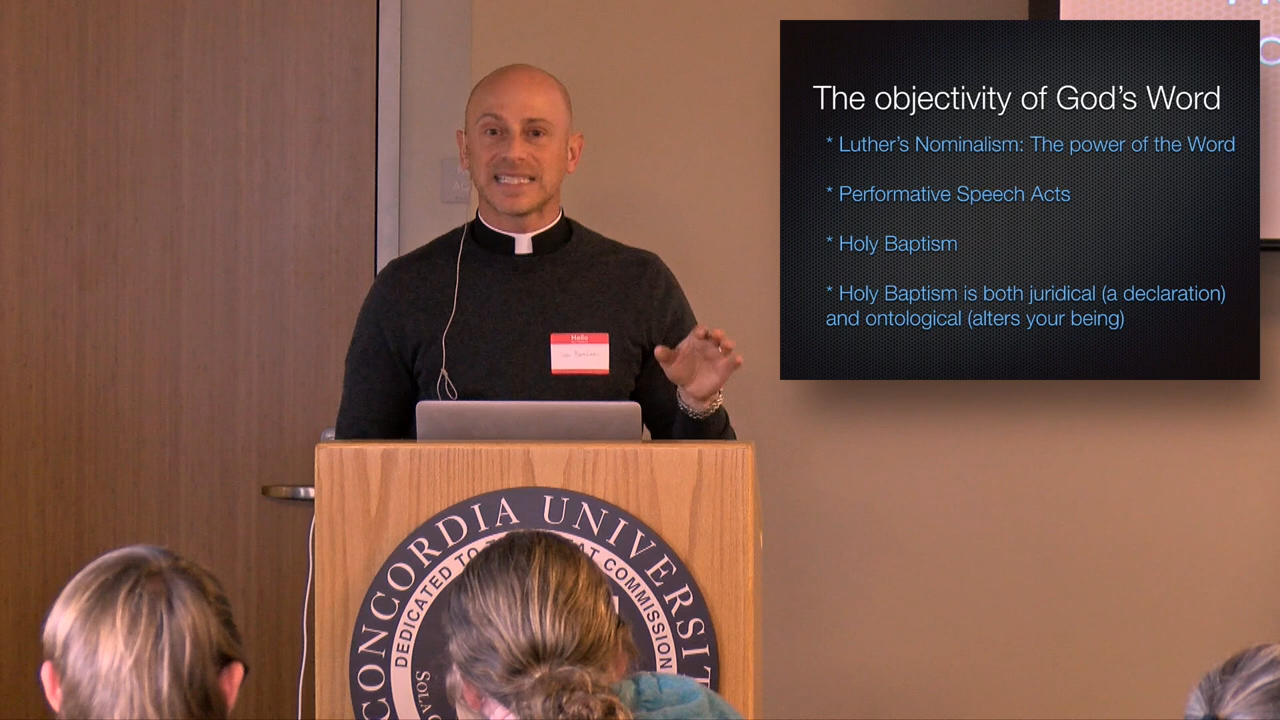 The objectivity of God's Word
* Luther's Nominalism: The power of the Word
* Performative Speech Acts
* Holy Baptism
* Holy Baptism is both juridical (a declaration)
and ontological (alters your being)
Hello
CONCORDIA UNIVERSIT
DEDICATED TO
COMMISSION